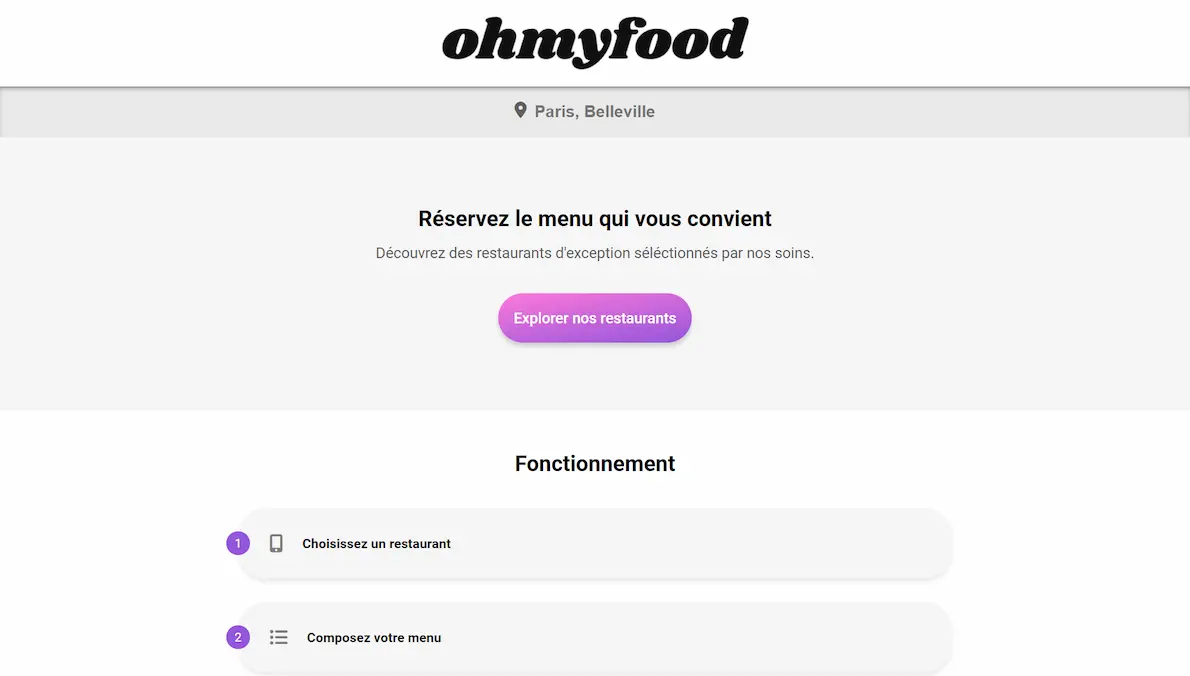 ohmyfood
Paris, Belleville
Réservez le menu qui vous convient
Découvrez des restaurants d'exception séléctionnés par nos soins.
Explorer nos restaurants
Fonctionnement
1 Choisissez un restaurant
2 Composez votre menu